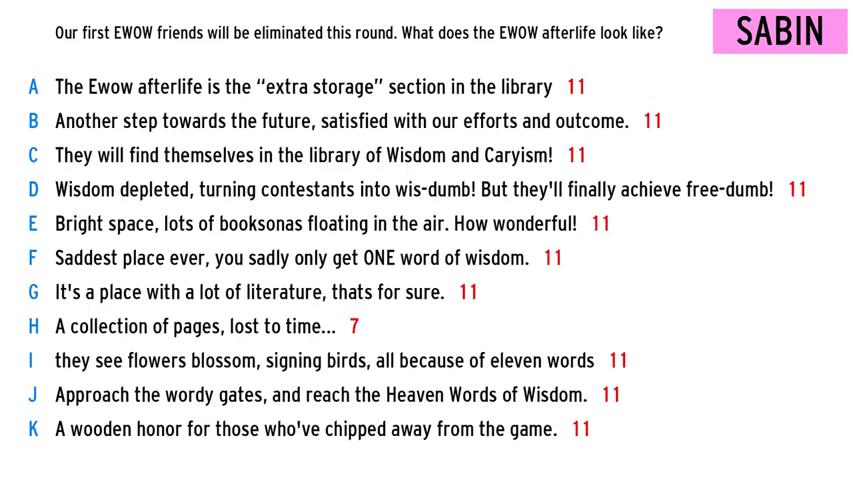 Our first EWOW friends will be eliminated this round. What does the EWOW afterlife look like?
SABIN
A The Ewow afterlife is the “extra storage” section in the library 11
B Another step towards the future, satisfied with our efforts and outcome. 11
C They will find themselves in the library of Wisdom and Caryism! 11
D Wisdom depleted, turning contestants into wis-dumb! But they'll finally achieve free-dumb! 11
E Bright space, lots of booksonas floating in the air. How wonderful! 11
F Saddest place ever, you sadly only get ONE word of wisdom. 11
G It's a place with a lot of literature, thats for sure. 11
H A collection of pages, lost to time... 7
I they see flowers blossom, signing birds, all because of eleven words 11
J Approach the wordy gates, and reach the Heaven Words of Wisdom. 11
K A wooden honor for those who've chipped away from the game. 11